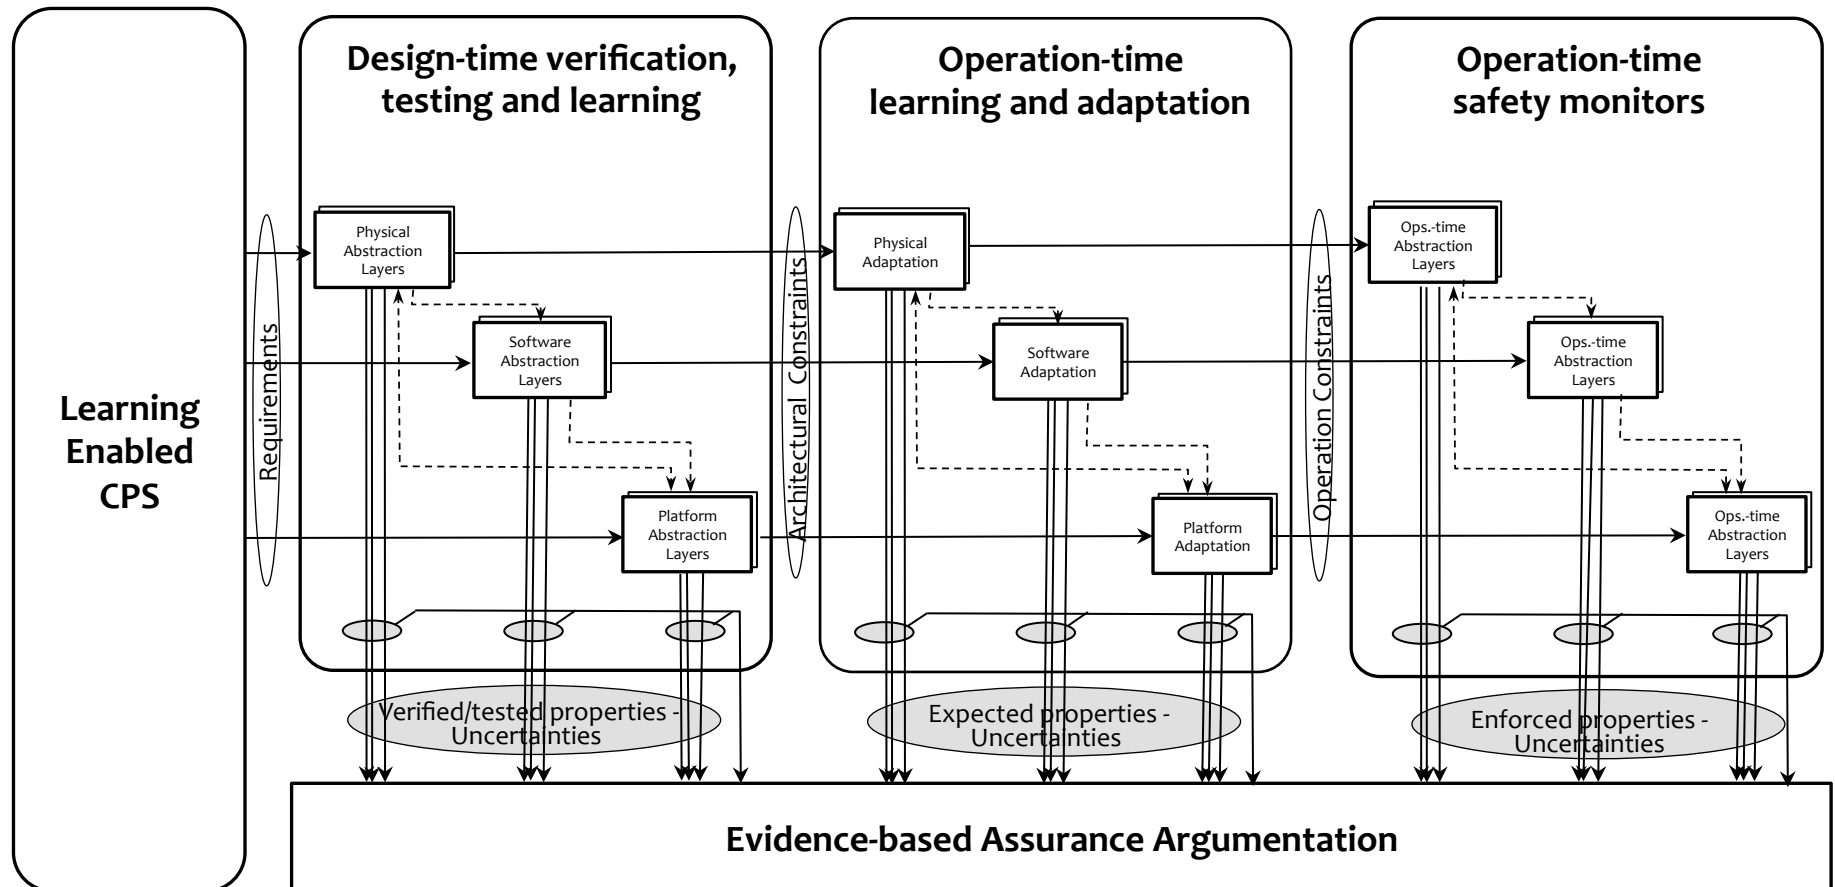 Learning
Enabled
CPS
Requirements
Design-time verification,
testing and learning
Physical
Abstraction
Layers
Software
Abstraction
Layers
Platform
Abstraction
Layers
Verified/tested properties -
Uncertainties
Architectural Constraints
Operation-time
learning and adaptation
Physical
Adaptation
Software
Adaptation
Platform
Adaptation
Expected properties -
Uncertainties
Operation Constraints
Operation-time
safety monitors
Ops.-time
Abstraction
Layers
Ops.-time
Abstraction
Layers
Ops.-time
Abstraction
Layers
Enforced properties -
Uncertainties
Evidence-based Assurance Argumentation